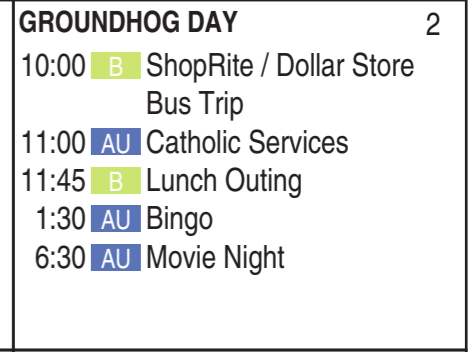 GROUNDHOG DAY 2
10:00 B ShopRite / Dollar Store
Bus Trip
11:00 AU Catholic Services
11:45 B Lunch Outing
1:30 AU Bingo
6:30 AU Movie Night